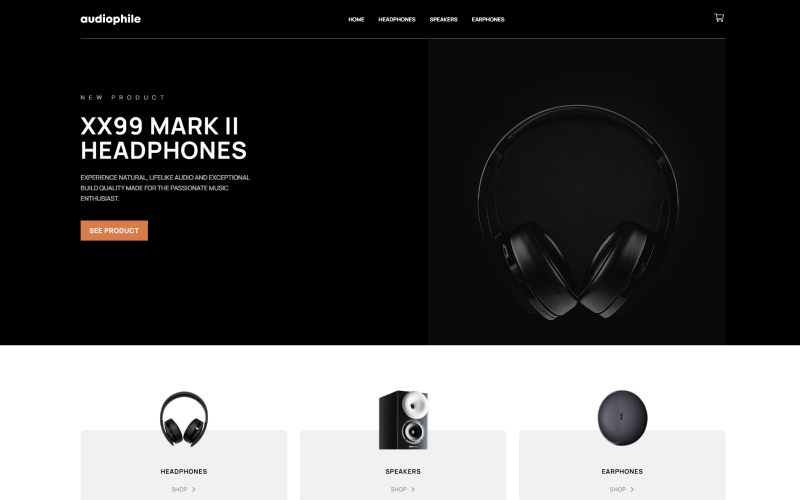 audiophile
HOME HEADPHONES SPEAKERS EARPHONES
NEW PRODUCT
XX99 MARK II
HEADPHONES
EXPERIENCE NATURAL, LIFELIKE AUDIO AND EXCEPTIONAL
BUILD QUALITY MADE FOR THE PASSIONATE MUSIC
ENTHUSIAST.
SEE PRODUCT
HEADPHONES
SHOP
SPEAKERS
SHOP
EARPHONES
SHOP